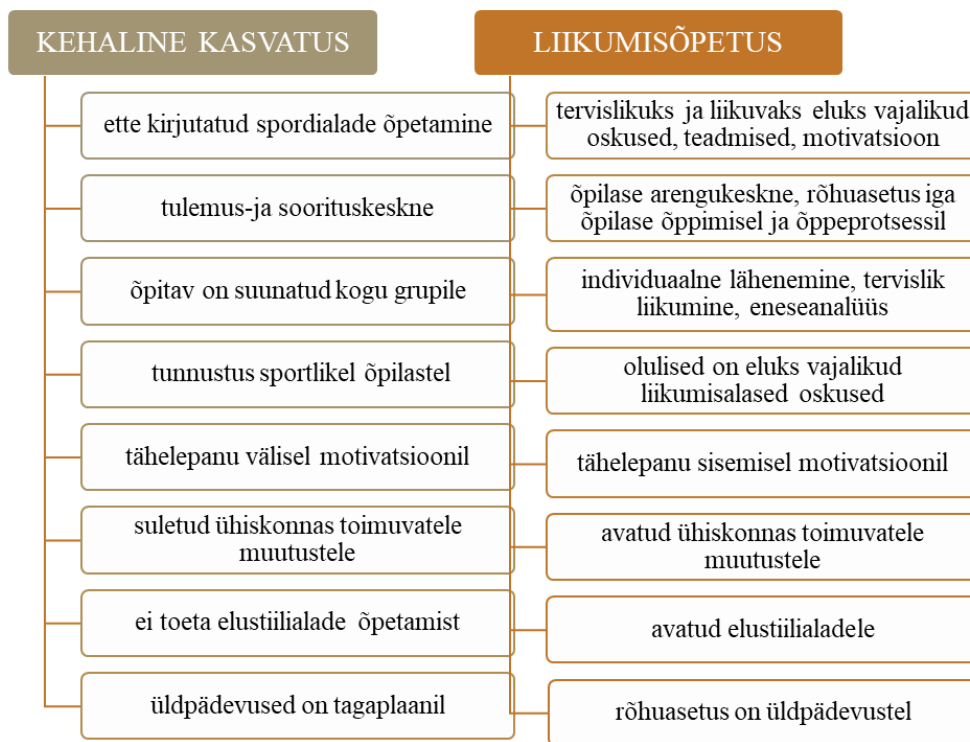 KEHALINE KASVATUS
ette kirjutatud spordialade õpetamine
tulemus-ja soorituskeskne
õpitav on suunatud kogu grupile
tunnustus sportlikel õpilastel
tähelepanu välisel motivatsioonil
suletud ühiskonnas toimuvatele
muutustele
ei toeta elustiilialade õpetamist
üldpädevused on tagaplaanil
LIIKUMISÕPETUS
tervislikuks ja liikuvaks eluks vajalikud
oskused, teadmised, motivatsioon
õpilase arengukeskne, rõhuasetus iga
õpilase õppimisel ja õppeprotsessil
individuaalne lähenemine, tervislik
liikumine, eneseanalüüs
olulised on eluks vajalikud
liikumisalased oskused
tähelepanu sisemisel motivatsioonil
avatud ühiskonnas toimuvatele
muutustele
avatud elustiilialadele
rõhuasetus on üldpädevustel